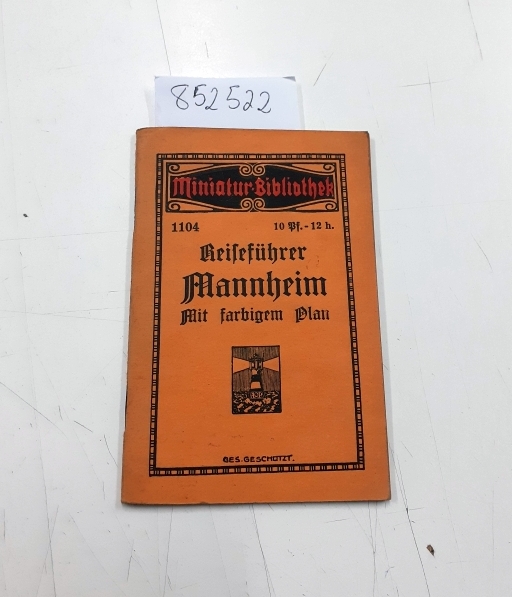 852522
Miniatur-Bibliothek
1104 10 Pf. - 12 h.
Reiseführer
Mannheim
Mit farbigem Plan
GES. GESCHÜTZT.